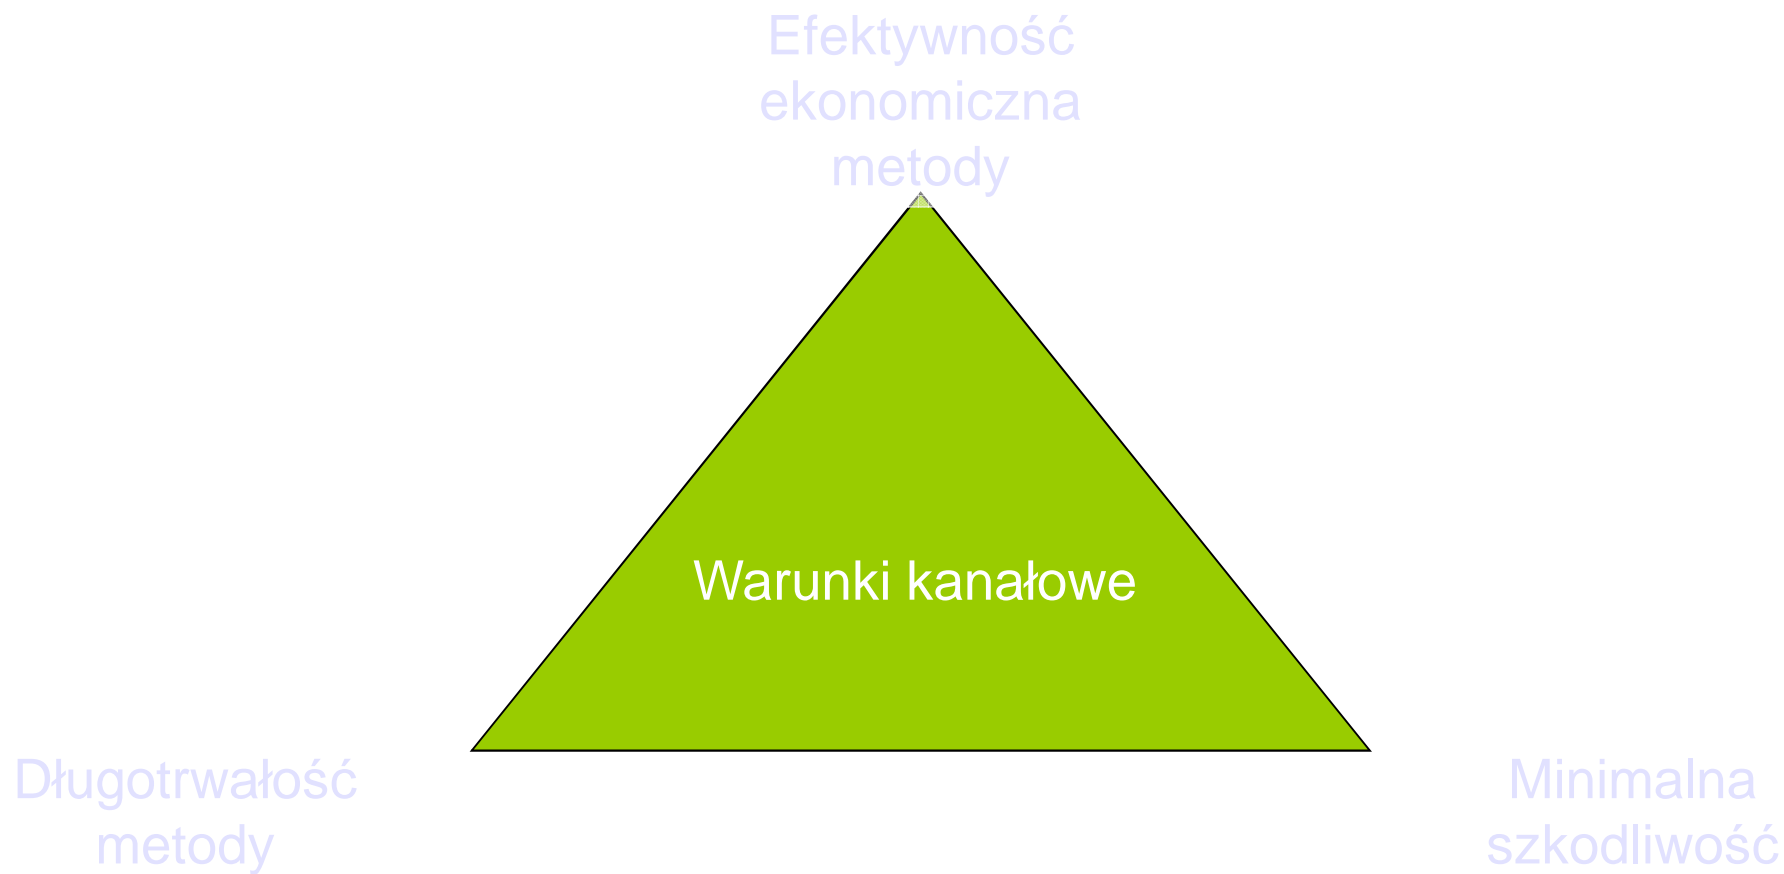 Efektywność
ekonomiczna
metody
Warunki kanałowe
Długotrwałość
metody
Minimalna
szkodliwość